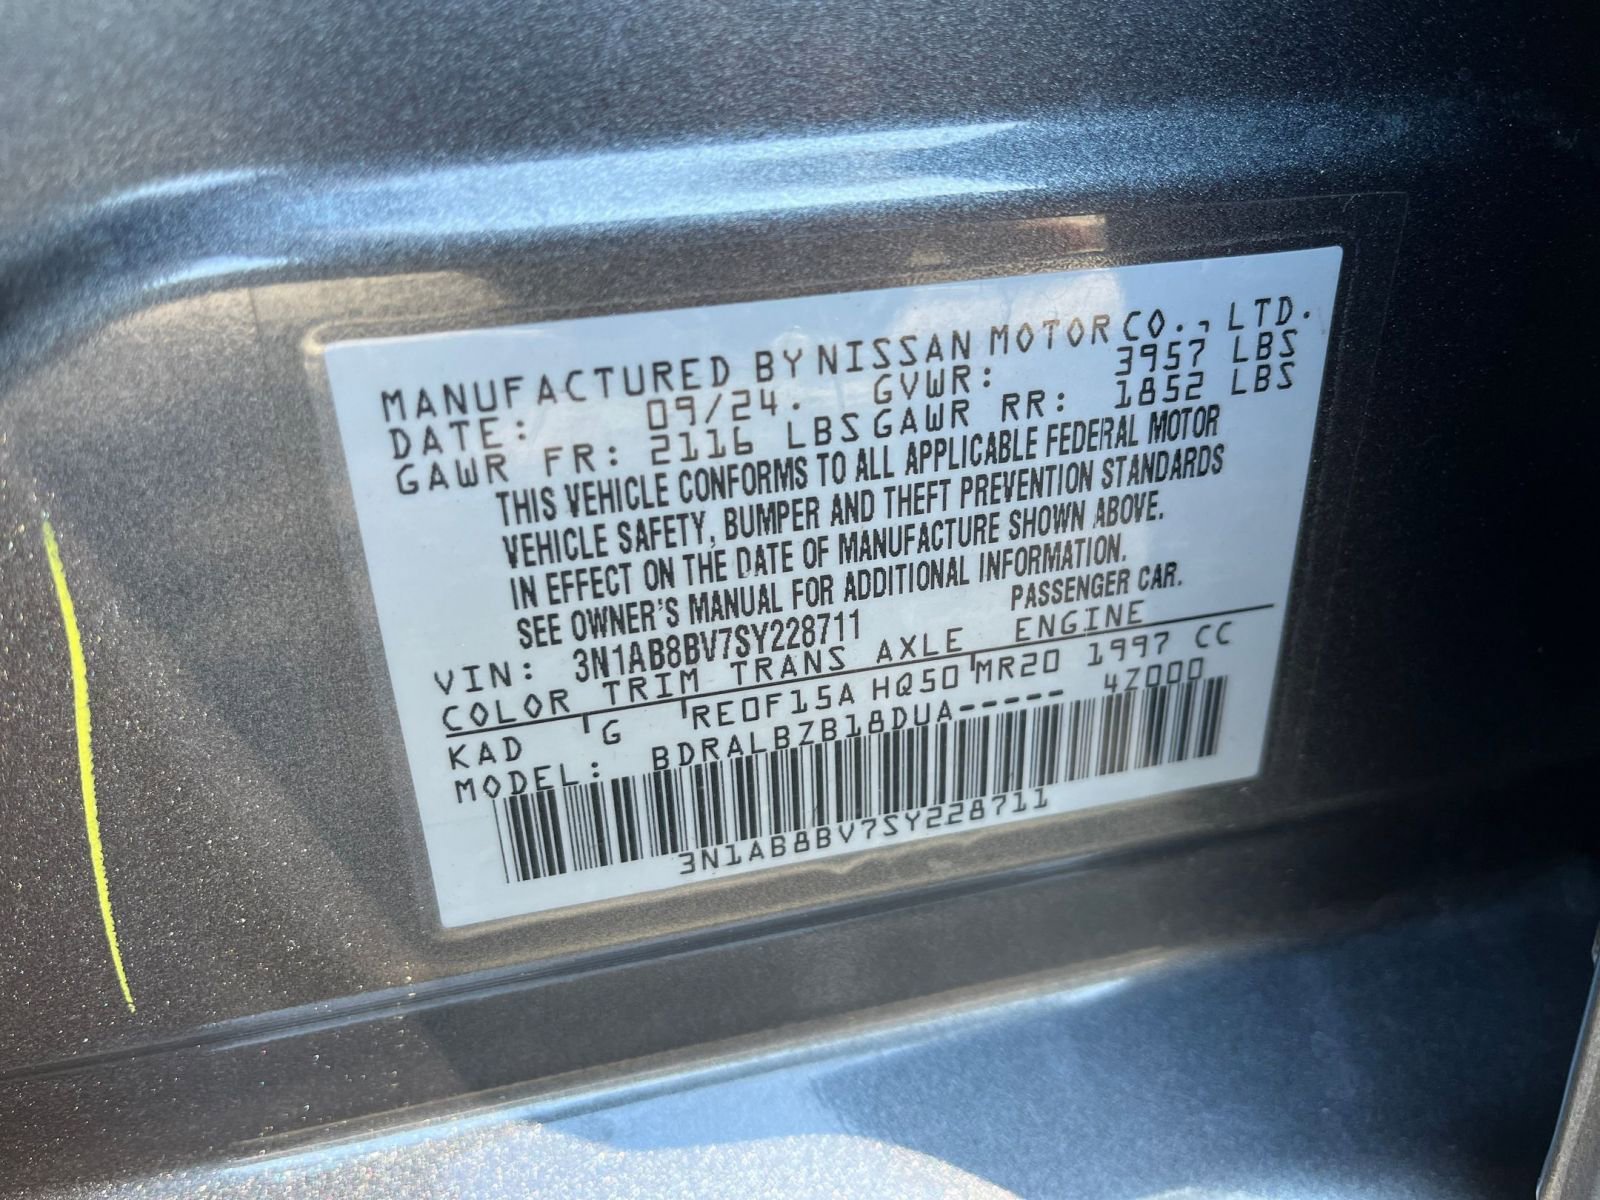 MANUFACTURED BY NISSAN MOTOR CO., LTD.
DATE: 09/24. GVWR: 3957 LBS
GAWR FR: 2116 LBS GAWR RR: 1852 LBS
THIS VEHICLE CONFORMS TO ALL APPLICABLE FEDERAL MOTOR
VEHICLE SAFETY, BUMPER AND THEFT PREVENTION STANDARDS
IN EFFECT ON THE DATE OF MANUFACTURE SHOWN ABOVE.
SEE OWNER'S MANUAL FOR ADDITIONAL INFORMATION.
PASSENGER CAR.
VIN: 3N1AB8BV7SY228711
COLOR TRIM TRANS AXLE ENGINE
KAD G RE0F15A HQ50 MR20 1997 CC
MODEL: BDRALBZB18DUA----- 4Z000
3N1AB8BV7SY228711